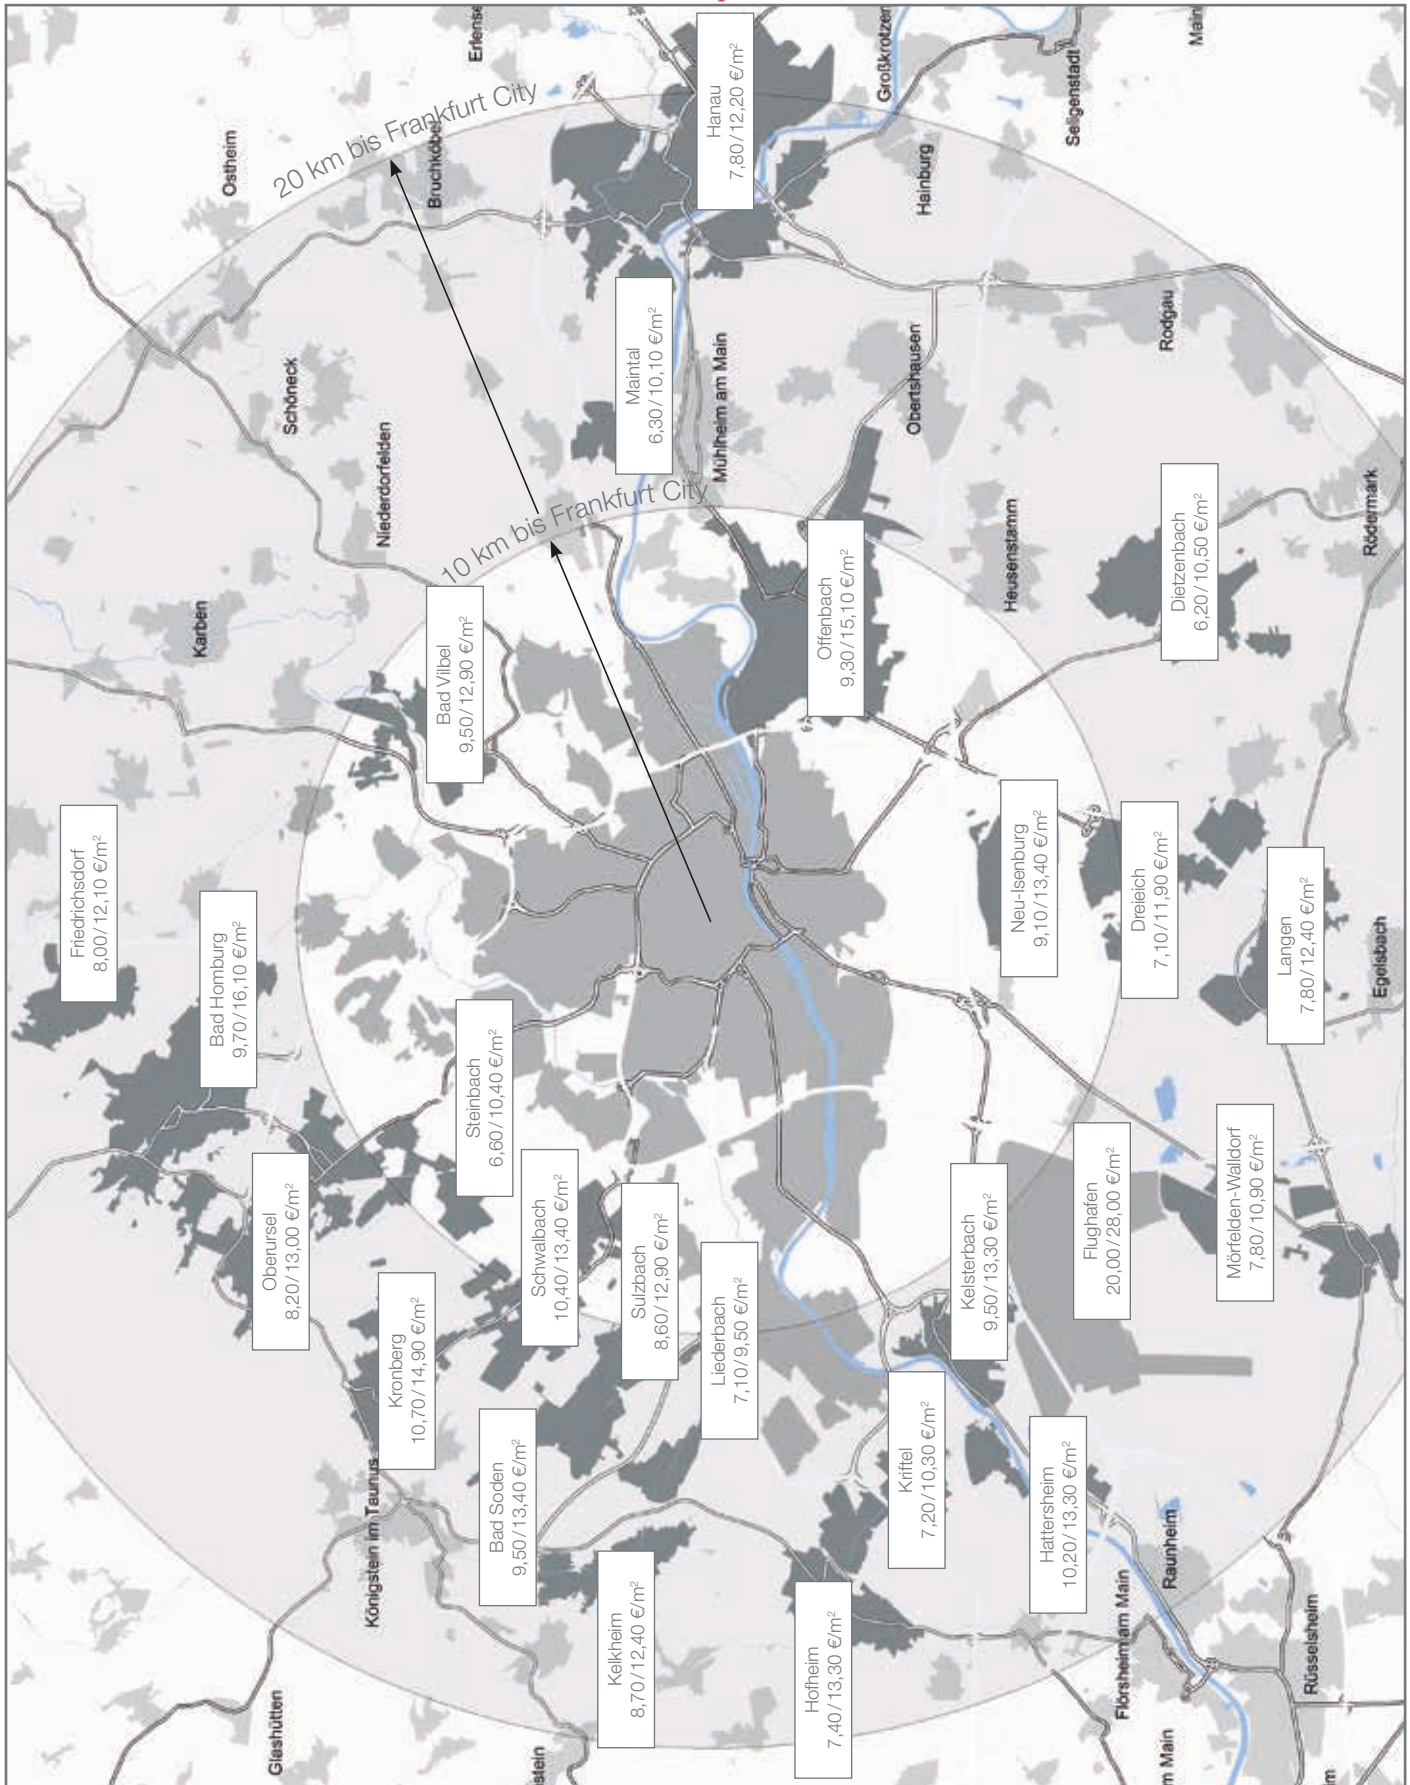 Friedrichsdorf
8,00/12,10 €/m²
Karben
Ostheim
Bad Homburg
9,70/16,10 €/m²
Glashütten
Oberursel
8,20/13,00 €/m²
Schöneck
20 km bis Frankfurt City
Königstein im Taunus
Niederdorfelden
Kronberg
10,70/14,90 €/m²
Bruchköbel
Bad Vilbel
9,50/12,90 €/m²
Erlense
Steinbach
6,60/10,40 €/m²
Bad Soden
9,50/13,40 €/m²
10 km bis Frankfurt City
stein
Schwalbach
10,40/13,40 €/m²
Kelkheim
8,70/12,40 €/m²
Sulzbach
8,60/12,90 €/m²
Maintal
6,30/10,10 €/m²
Liederbach
7,10/9,50 €/m²
Mühlheim am Main
Hanau
7,80/12,20 €/m²
Hofheim
7,40/13,30 €/m²
Offenbach
9,30/15,10 €/m²
Großkrotzen
Kriftel
7,20/10,30 €/m²
Obertshausen
Hainburg
Kelsterbach
9,50/13,30 €/m²
Neu-Isenburg
9,10/13,40 €/m²
Heusenstamm
Hattersheim
10,20/13,30 €/m²
Seligenstadt
Flughafen
20,00/28,00 €/m²
Flörsheim am Main
Dreieich
7,10/11,90 €/m²
m Main
Raunheim
Rodgau
Dietzenbach
6,20/10,50 €/m²
Main
Mörfelden-Walldorf
7,80/10,90 €/m²
Langen
7,80/12,40 €/m²
Rüsselsheim
m
Egelsbach
Rödermark